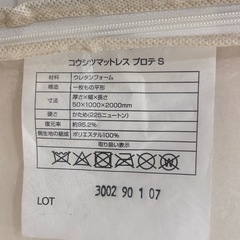 コウシツマットレス プロテ S
材料 ウレタンフォーム
構造 一枚もの平形
寸法 厚さ×幅×長さ
50×1000×2000mm
硬さ かため(225ニュートン)
復元率 約95.2%
側生地の組成 ポリエステル100%
取り扱い表示
LOT 3002 90 1 07